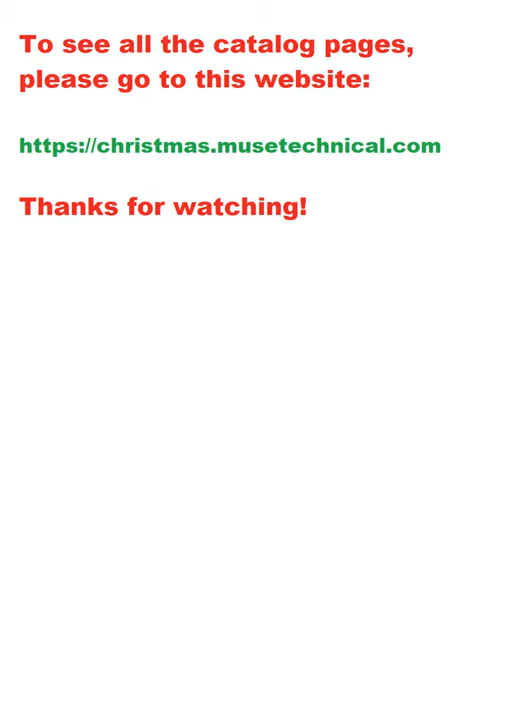 To see all the catalog pages,
please go to this website:
https://christmas.musetechnical.com
Thanks for watching!